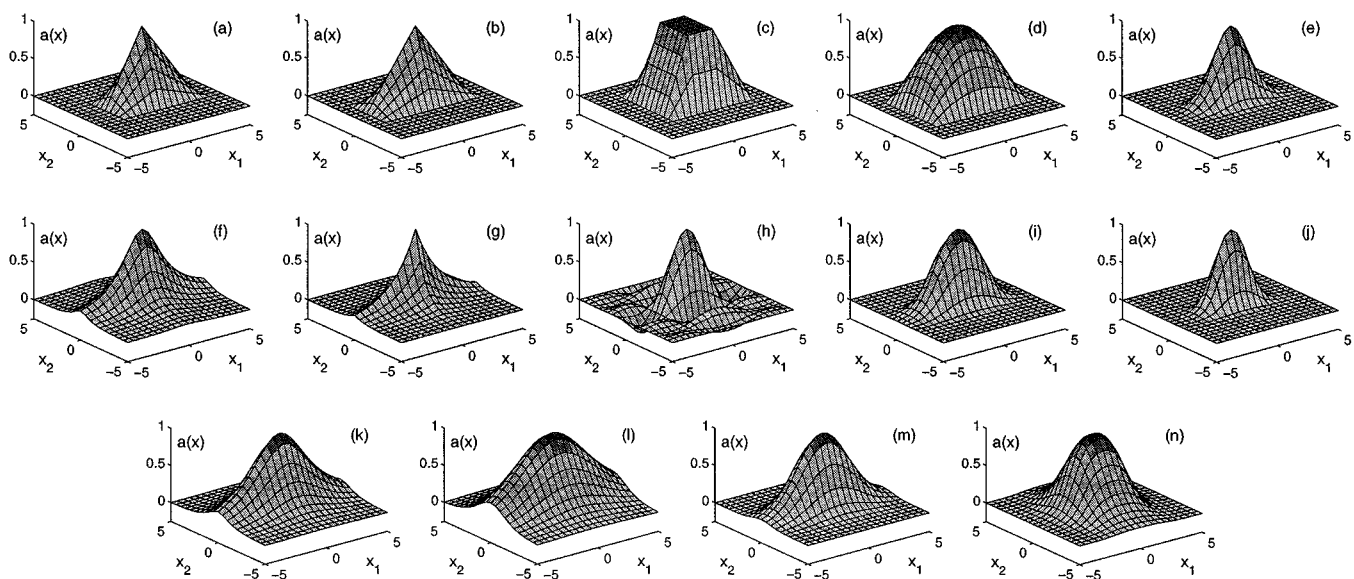 1 a(x) (a) 0.5 0 5 x2 0 -5 -5 0 x1 5
1 a(x) (b) 0.5 0 5 x2 0 -5 -5 0 x1 5
1 a(x) (c) 0.5 0 5 x2 0 -5 -5 0 x1 5
1 a(x) (d) 0.5 0 5 x2 0 -5 -5 0 x1 5
1 a(x) (e) 0.5 0 5 x2 0 -5 -5 0 x1 5
1 a(x) (f) 0.5 0 5 x2 0 -5 -5 0 x1 5
1 a(x) (g) 0.5 0 5 x2 0 -5 -5 0 x1 5
1 a(x) (h) 0.5 0 5 x2 0 -5 -5 0 x1 5
1 a(x) (i) 0.5 0 5 x2 0 -5 -5 0 x1 5
1 a(x) (j) 0.5 0 5 x2 0 -5 -5 0 x1 5
1 a(x) (k) 0.5 0 5 x2 0 -5 -5 0 x1 5
1 a(x) (l) 0.5 0 5 x2 0 -5 -5 0 x1 5
1 a(x) (m) 0.5 0 5 x2 0 -5 -5 0 x1 5
1 a(x) (n) 0.5 0 5 x2 0 -5 -5 0 x1 5